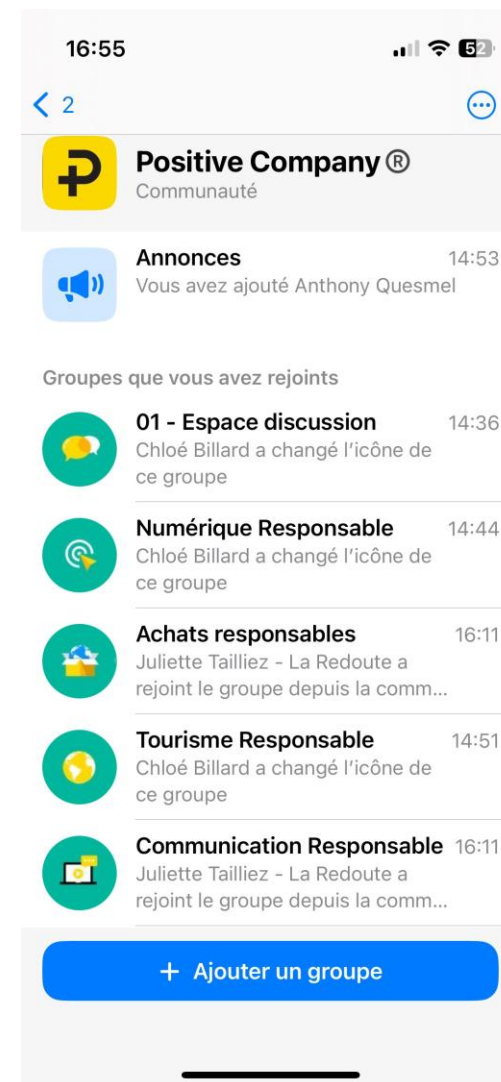 16:55
52
2
Positive Company®
Communauté
Annonces
14:53
Vous avez ajouté Anthony Quesmel
Groupes que vous avez rejoints
01 - Espace discussion
14:36
Chloé Billard a changé l’icône de
ce groupe
Numérique Responsable
14:44
Chloé Billard a changé l’icône de
ce groupe
Achats responsables
16:11
Juliette Tailliez - La Redoute a
rejoint le groupe depuis la comm...
Tourisme Responsable
14:51
Chloé Billard a changé l’icône de
ce groupe
Communication Responsable
16:11
Juliette Tailliez - La Redoute a
rejoint le groupe depuis la comm...
+ Ajouter un groupe